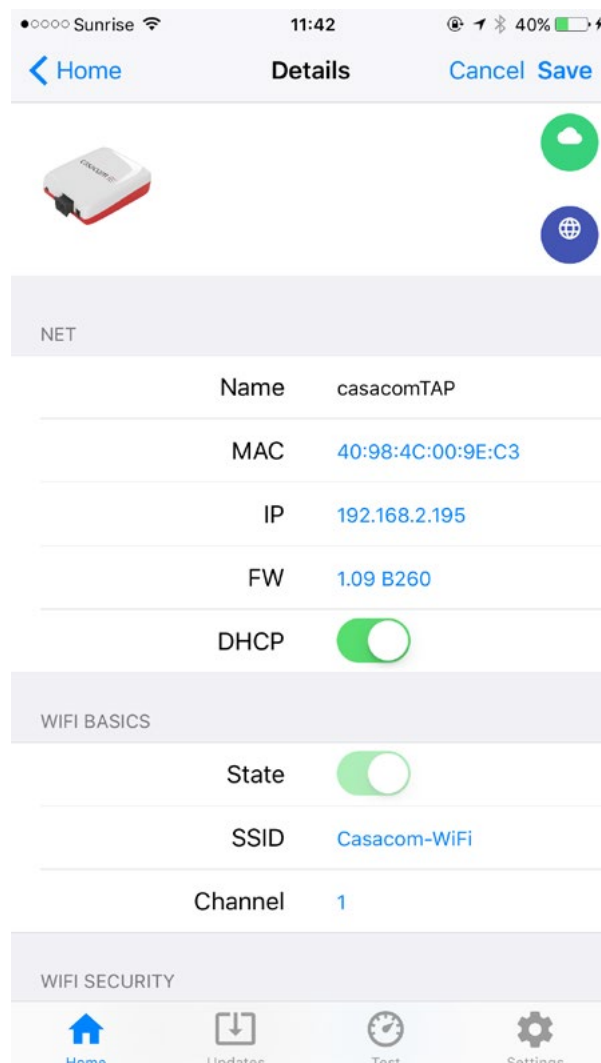 Sunrise 11:42 40%
Home Details Cancel Save
casacom
NET
Name casacomTAP
MAC 40:98:4C:00:9E:C3
IP 192.168.2.195
FW 1.09 B260
DHCP
WIFI BASICS
State
SSID Casacom-WiFi
Channel 1
WIFI SECURITY
Home Updates Test Settings